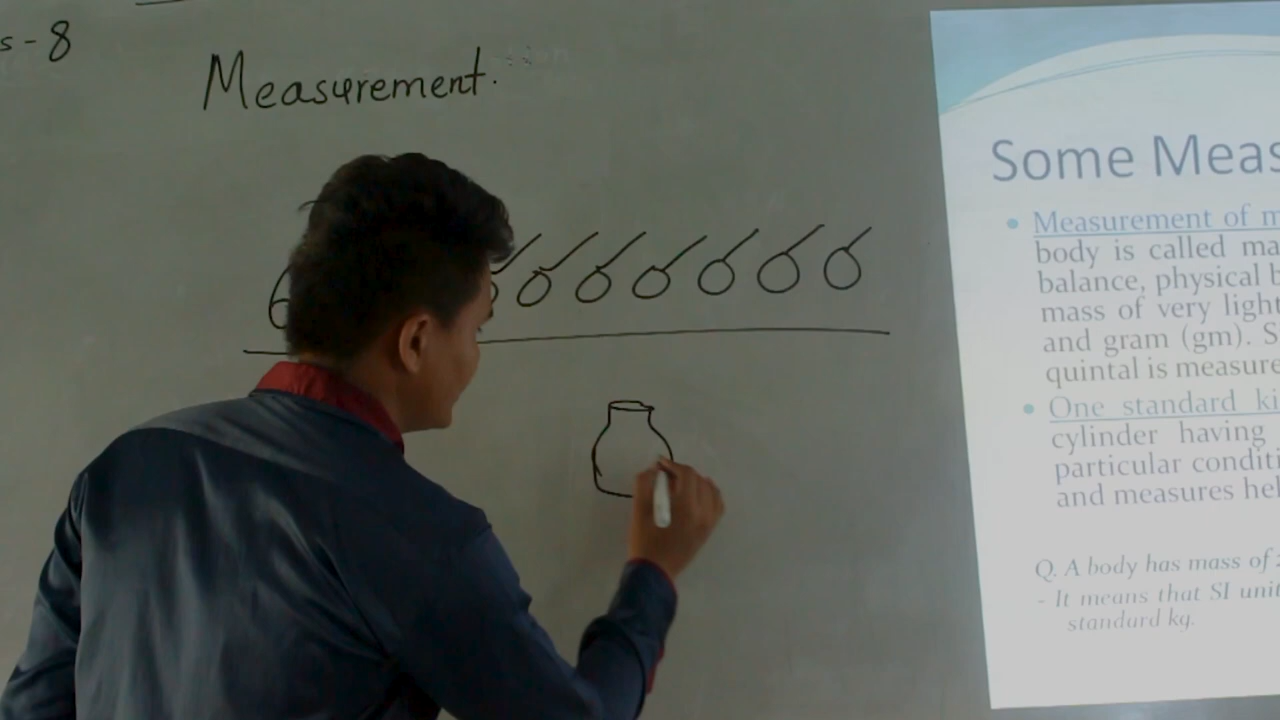 s - 8
Measurement.
Some Meas
Measurement of m
body is called ma
balance, physical b
mass of very light
and gram (gm). S
quintal is measure
One standard ki
cylinder having
particular conditi
and measures hel
Q. A body has mass of 2
- It means that SI unit
standard kg.